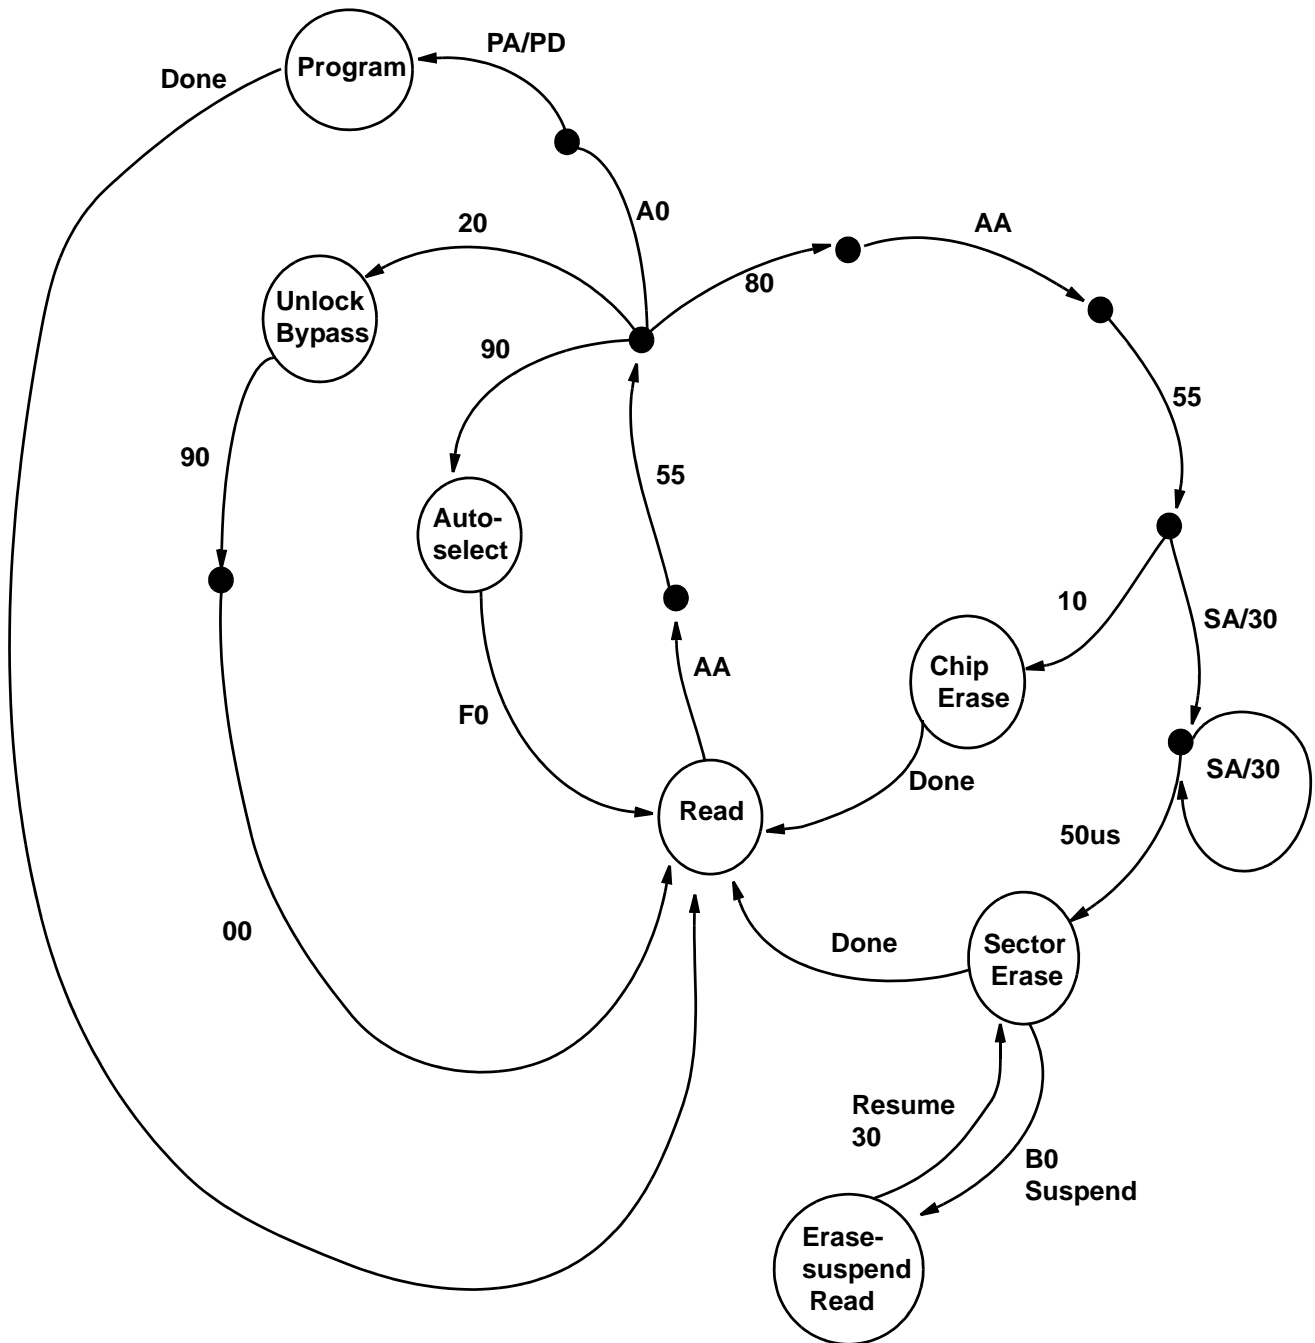 PA/PD
Done
Program
A0
20
AA
80
Unlock
Bypass
90
55
90
55
Auto-
select
10
SA/30
AA
Chip
Erase
F0
SA/30
Done
Read
50us
00
Done
Sector
Erase
Resume
30
B0
Suspend
Erase-
suspend
Read